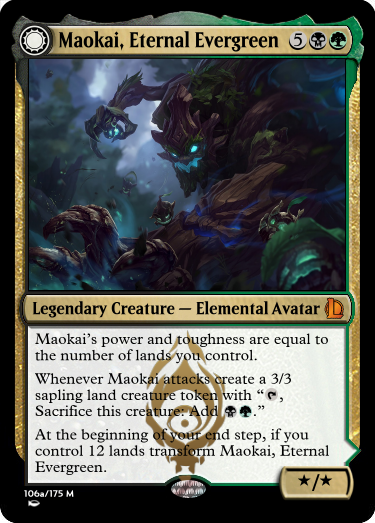 Maokai, Eternal Evergreen 5
Legendary Creature — Elemental Avatar
Maokai's power and toughness are equal to
the number of lands you control.
Whenever Maokai attacks create a 3/3
sapling land creature token with “,
Sacrifice this creature: Add .”
At the beginning of your end step, if you
control 12 lands transform Maokai, Eternal
Evergreen.
106a/175 M
*/*